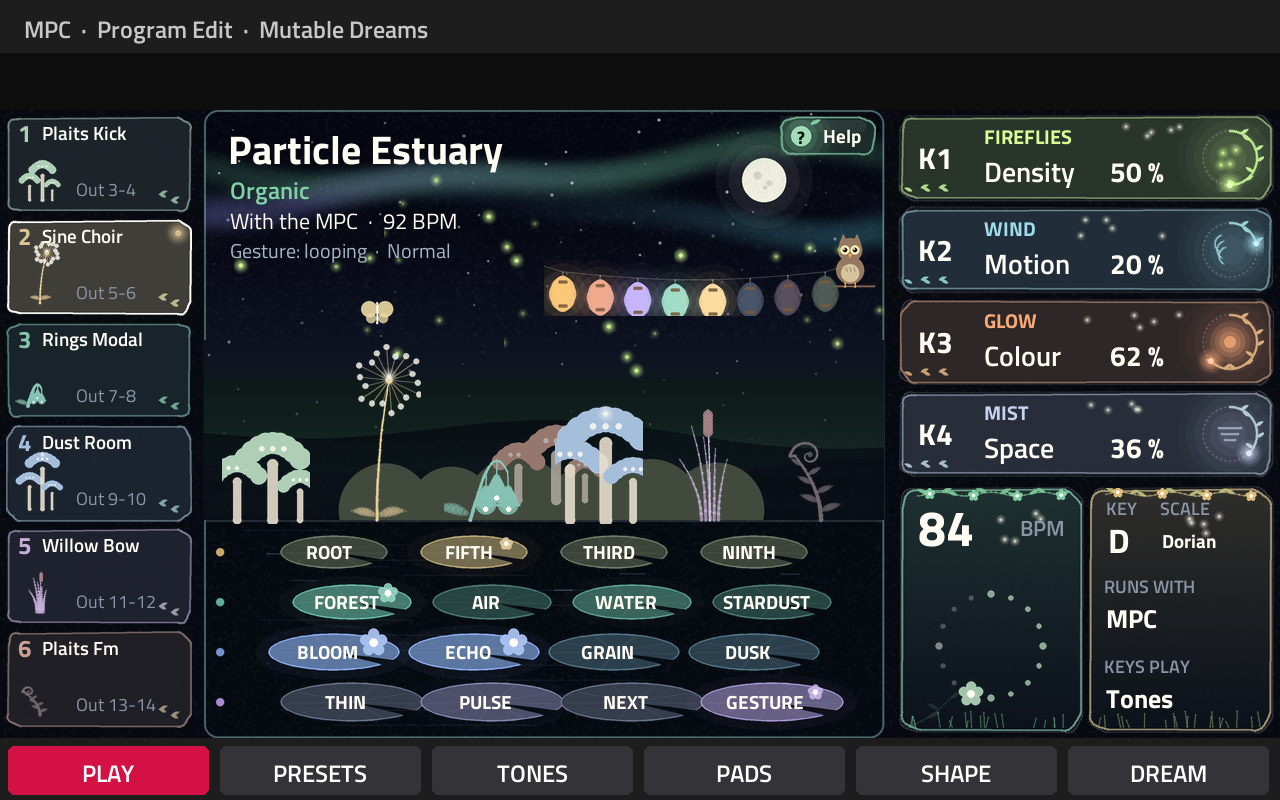 MPC · Program Edit · Mutable Dreams
1 Plaits Kick
Out 3-4
2 Sine Choir
Out 5-6
3 Rings Modal
Out 7-8
4 Dust Room
Out 9-10
5 Willow Bow
Out 11-12
6 Plaits Fm
Out 13-14
Particle Estuary
? Help
Organic
With the MPC · 92 BPM
Gesture: looping · Normal
ROOT FIFTH THIRD NINTH
FOREST AIR WATER STARDUST
BLOOM ECHO GRAIN DUSK
THIN PULSE NEXT GESTURE
FIREFLIES
K1 Density 50 %
WIND
K2 Motion 20 %
GLOW
K3 Colour 62 %
MIST
K4 Space 36 %
84 BPM
KEY SCALE
D Dorian
RUNS WITH
MPC
KEYS PLAY
Tones
PLAY PRESETS TONES PADS SHAPE DREAM